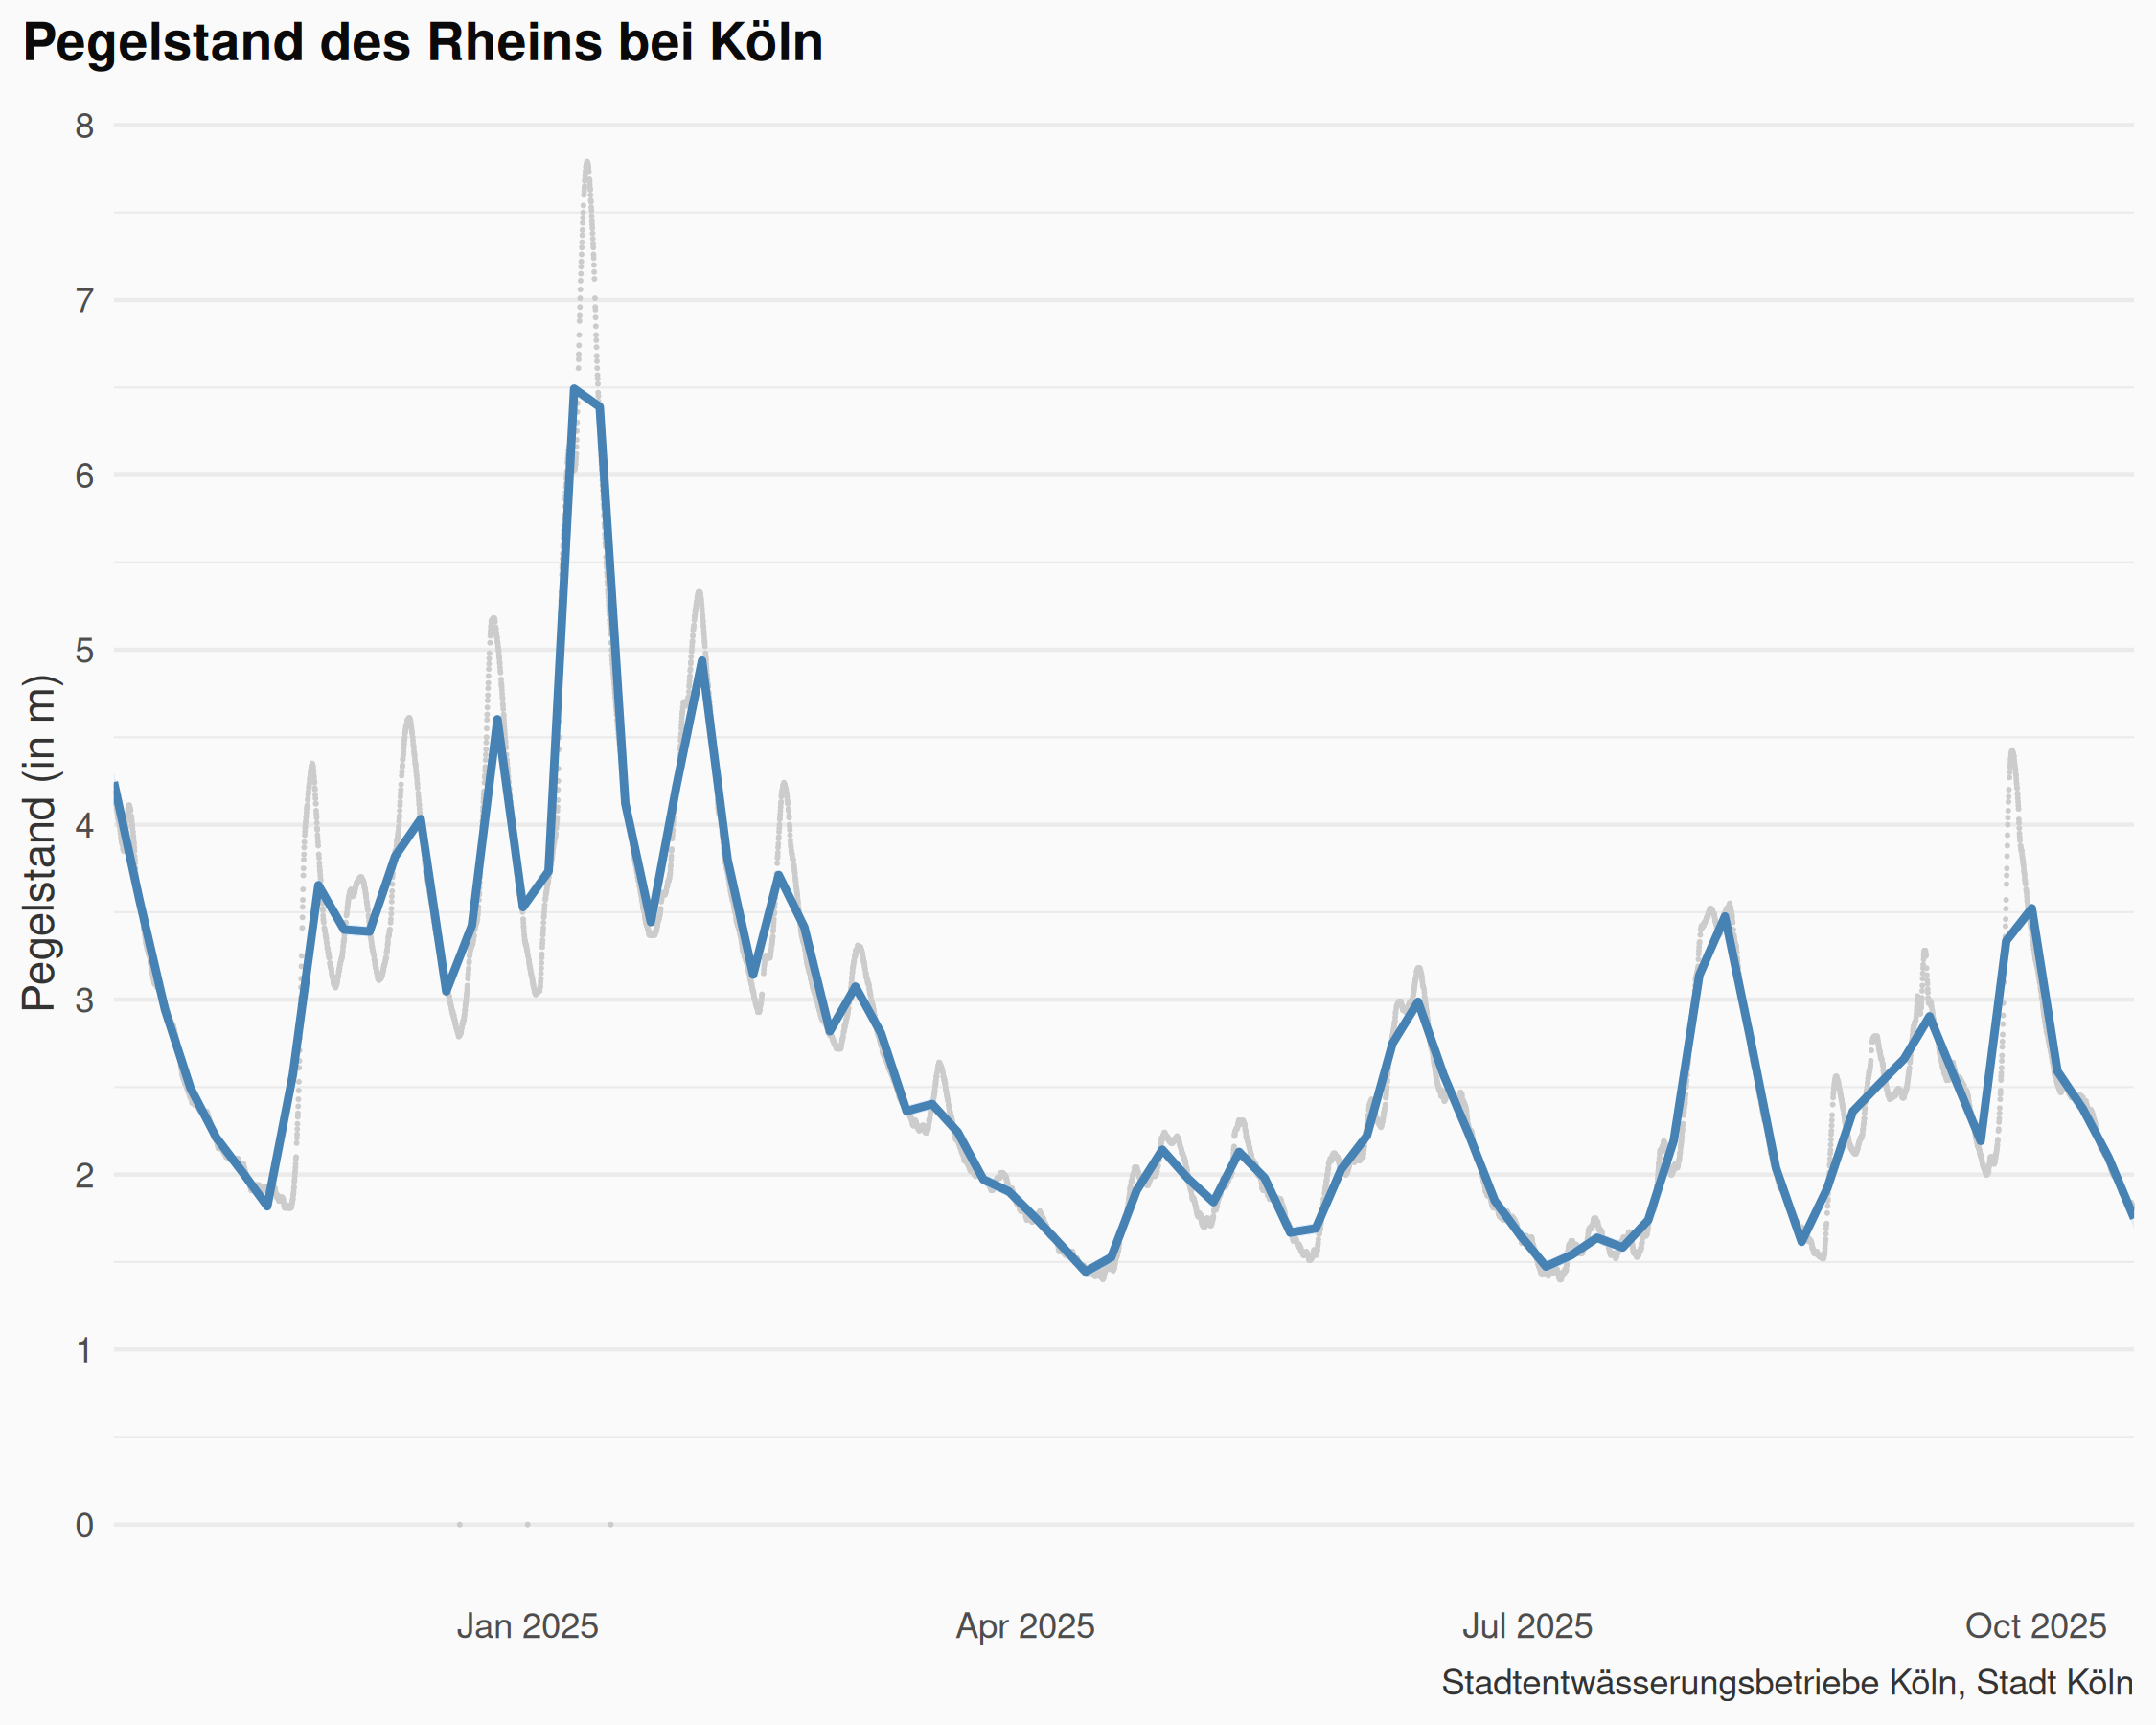 Pegelstand des Rheins bei Köln
Pegelstand (in m)
8
7
6
5
4
3
2
1
0
Jan 2025
Apr 2025
Jul 2025
Oct 2025
Stadtentwässerungsbetriebe Köln, Stadt Köln